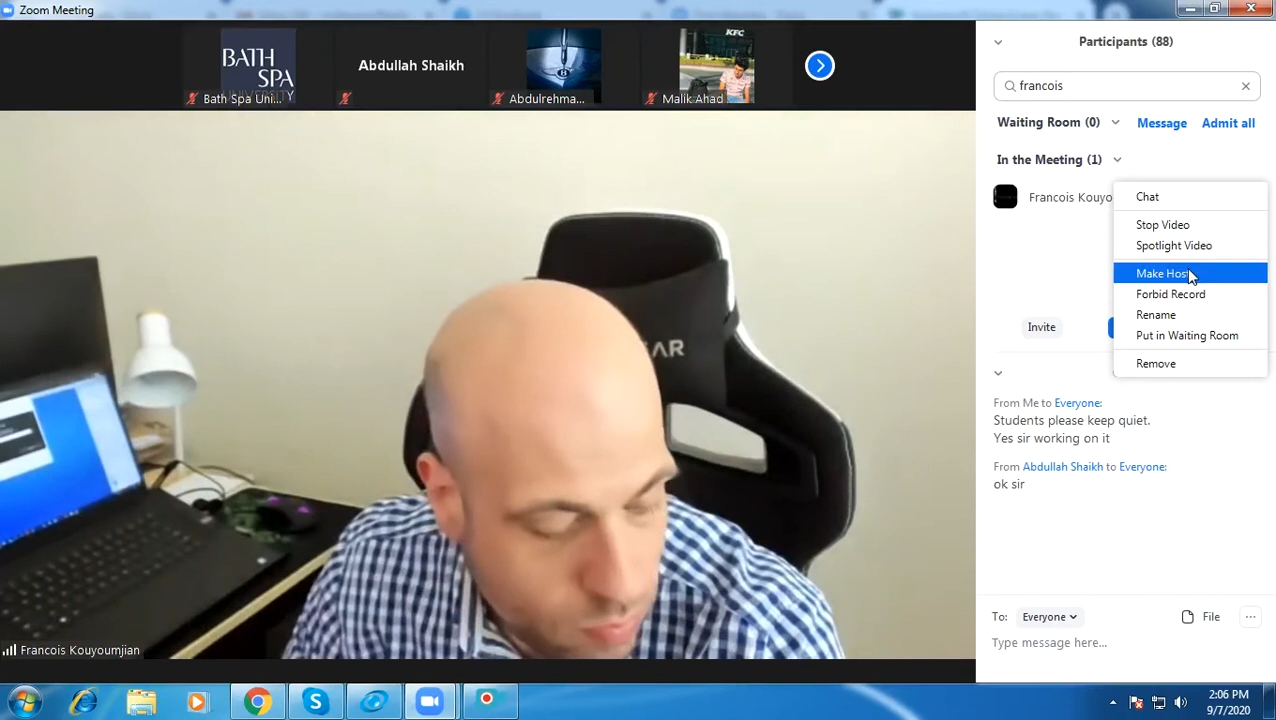 Zoom Meeting
BATH
SPA
UNIVERSITY
Bath Spa Uni...
Abdullah Shaikh
Abdulrehma...
KFC
Malik Ahad
Participants (88)
francois
Waiting Room (0)
Message
Admit all
In the Meeting (1)
Francois Kouyo
Chat
Stop Video
Spotlight Video
Make Host
Forbid Record
Rename
Put in Waiting Room
Remove
Invite
From Me to Everyone:
Students please keep quiet.
Yes sir working on it
From Abdullah Shaikh to Everyone:
ok sir
To: Everyone
File
Type message here...
Francois Kouyoumjian
2:06 PM
9/7/2020